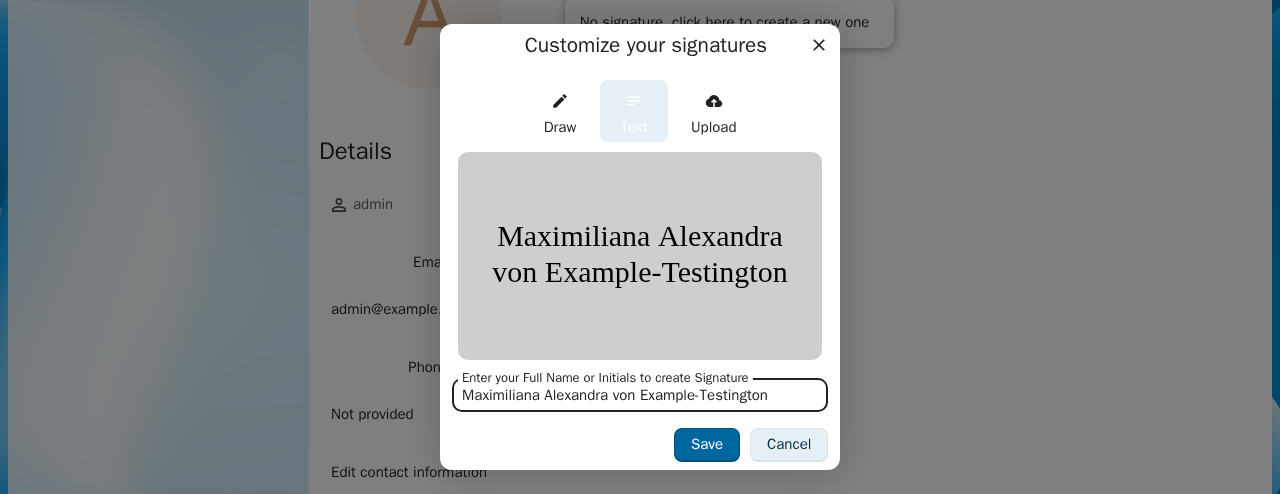 A
No signature, click here to create a new one
Customize your signatures
Draw
Text
Upload
Details
admin
Maximiliana Alexandra
von Example-Testington
Ema
admin@example.
Phon
Enter your Full Name or Initials to create Signature
Maximiliana Alexandra von Example-Testington
Not provided
Save
Cancel
Edit contact information